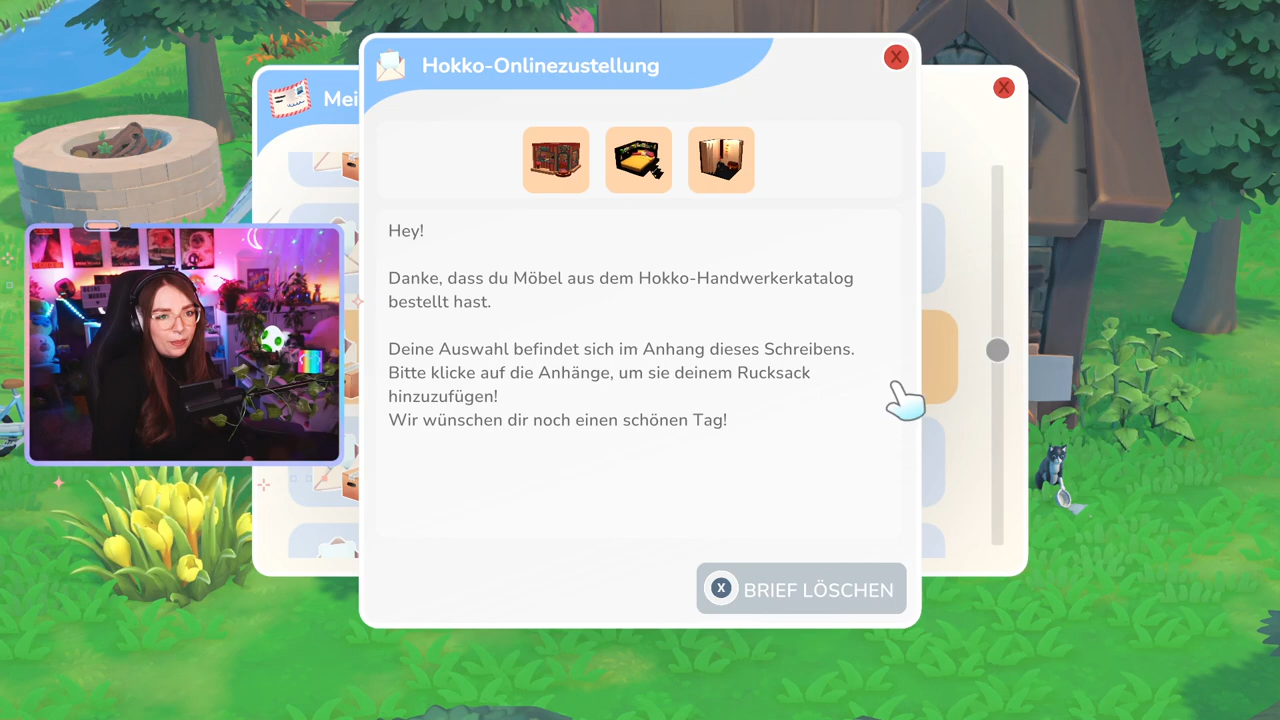 Hokko-Onlinezustellung
X
Mei
X
Hey!
Danke, dass du Möbel aus dem Hokko-Handwerkerkatalog
bestellt hast.
Deine Auswahl befindet sich im Anhang dieses Schreibens.
Bitte klicke auf die Anhänge, um sie deinem Rucksack
hinzuzufügen!
Wir wünschen dir noch einen schönen Tag!
X BRIEF LÖSCHEN